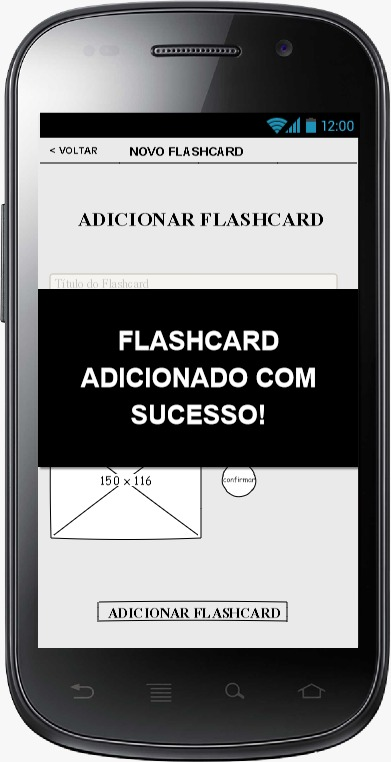 12:00
< VOLTAR NOVO FLASHCARD
ADICIONAR FLASHCARD
Título do Flashcard
FLASHCARD
ADICIONADO COM
SUCESSO!
150 x 116
confirmar
ADICIONAR FLASHCARD